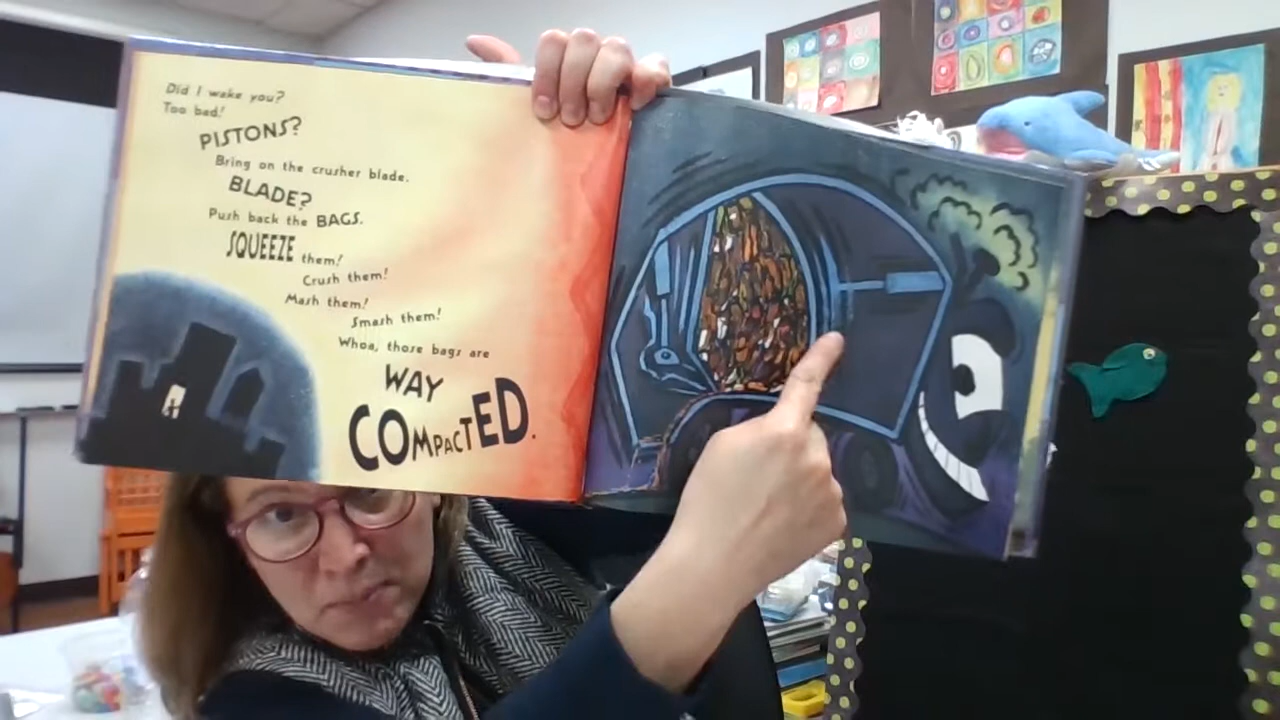 Did I wake you?
Too bad!
PISTONS?
Bring on the crusher blade.
BLADE?
Push back the BAGS.
SQUEEZE them!
Crush them!
Mash them!
Smash them!
Whoa, those bags are
WAY
COMPACTED.